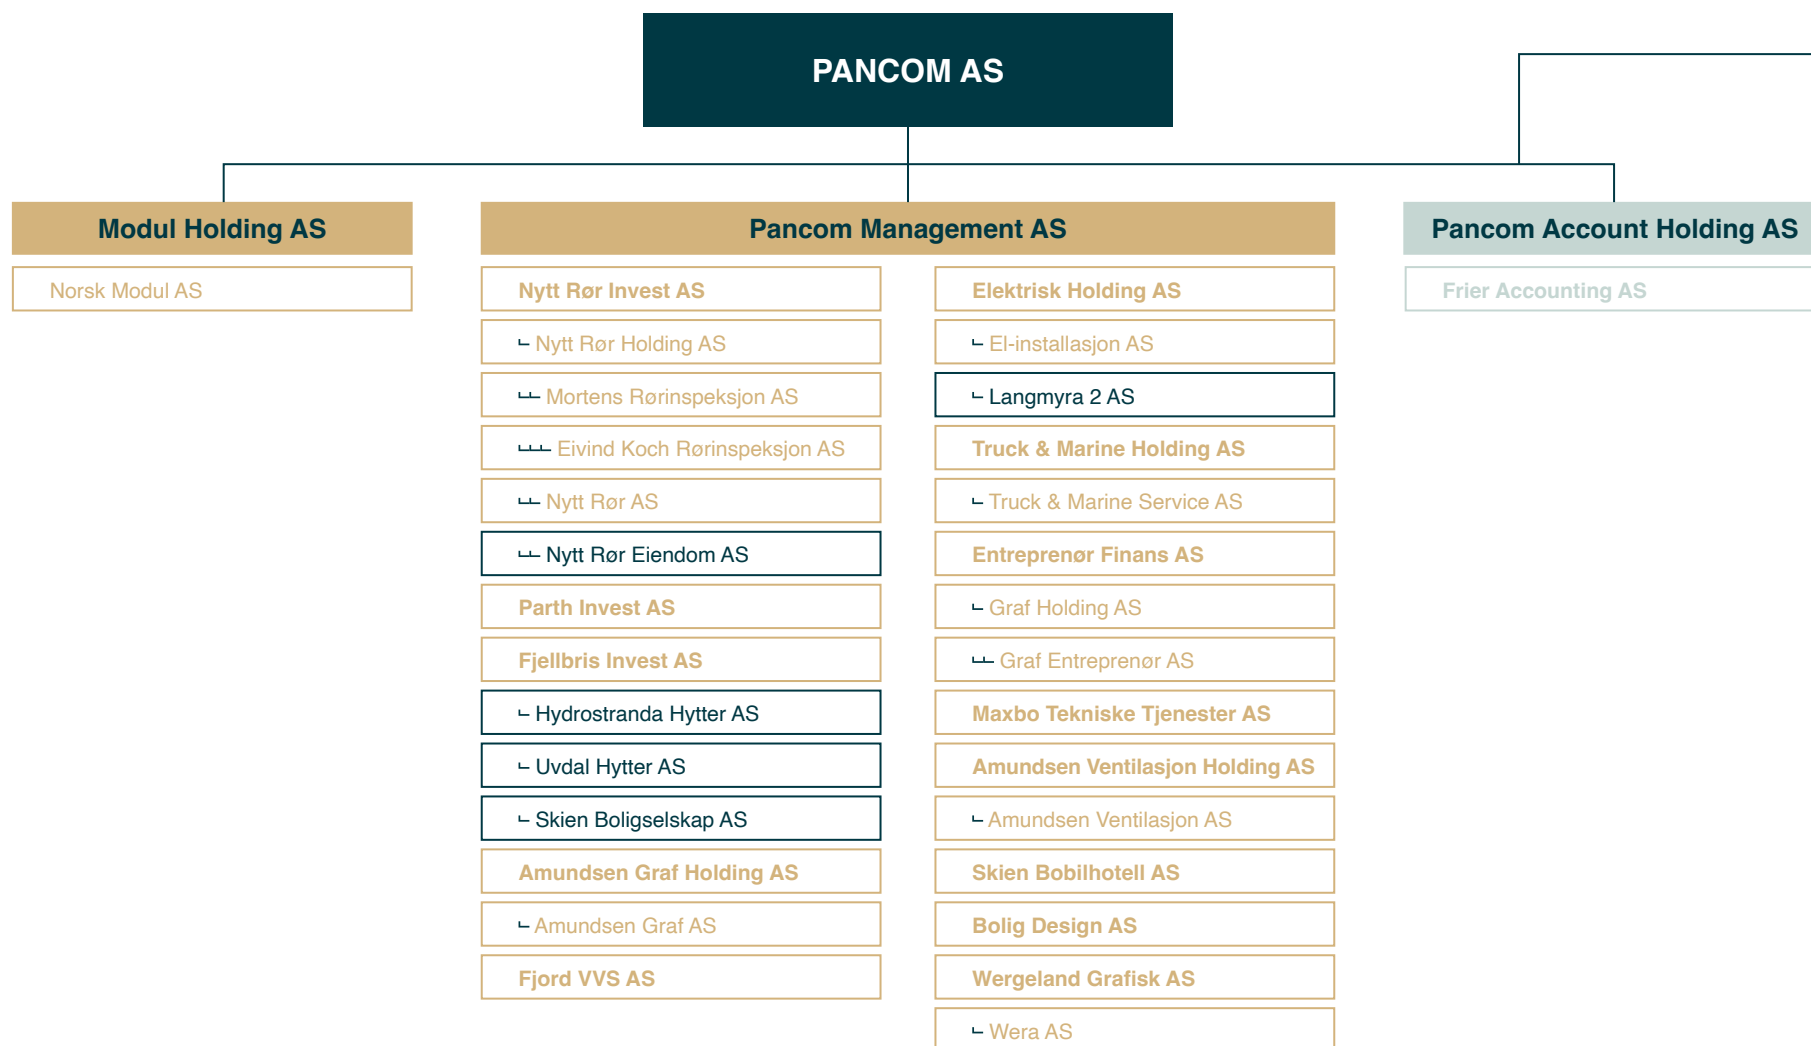 PANCOM AS
Modul Holding AS
Norsk Modul AS
Pancom Management AS
Nytt Rør Invest AS
Nytt Rør Holding AS
Mortens Rørinspeksjon AS
Eivind Koch Rørinspeksjon AS
Nytt Rør AS
Nytt Rør Eiendom AS
Parth Invest AS
Fjellbris Invest AS
Hydrostranda Hytter AS
Uvdal Hytter AS
Skien Boligselskap AS
Amundsen Graf Holding AS
Amundsen Graf AS
Fjord VVS AS
Elektrisk Holding AS
El-installasjon AS
Langmyra 2 AS
Truck & Marine Holding AS
Truck & Marine Service AS
Entreprenør Finans AS
Graf Holding AS
Graf Entreprenør AS
Maxbo Tekniske Tjenester AS
Amundsen Ventilasjon Holding AS
Amundsen Ventilasjon AS
Skien Bobilhotell AS
Bolig Design AS
Wergeland Grafisk AS
Wera AS
Pancom Account Holding AS
Frier Accounting AS